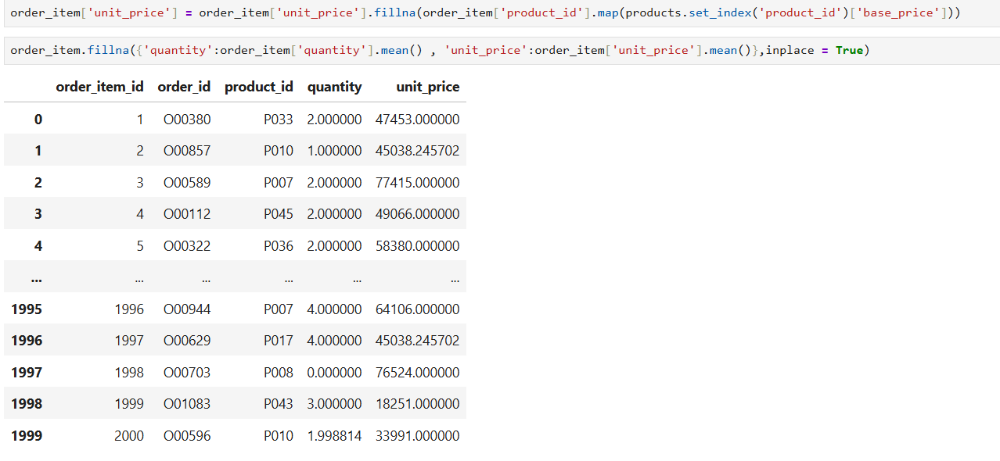 order_item['unit_price'] = order_item['unit_price'].fillna(order_item['product_id'].map(products.set_index('product_id')['base_price']))
order_item.fillna({'quantity':order_item['quantity'].mean() , 'unit_price':order_item['unit_price'].mean()},inplace = True)
order_item_id order_id product_id quantity unit_price
0 1 O00380 P033 2.000000 47453.000000
1 2 O00857 P010 1.000000 45038.245702
2 3 O00589 P007 2.000000 77415.000000
3 4 O00112 P045 2.000000 49066.000000
4 5 O00322 P036 2.000000 58380.000000
... ... ... ... ... ...
1995 1996 O00944 P007 4.000000 64106.000000
1996 1997 O00629 P017 4.000000 45038.245702
1997 1998 O00703 P008 0.000000 76524.000000
1998 1999 O01083 P043 3.000000 18251.000000
1999 2000 O00596 P010 1.998814 33991.000000